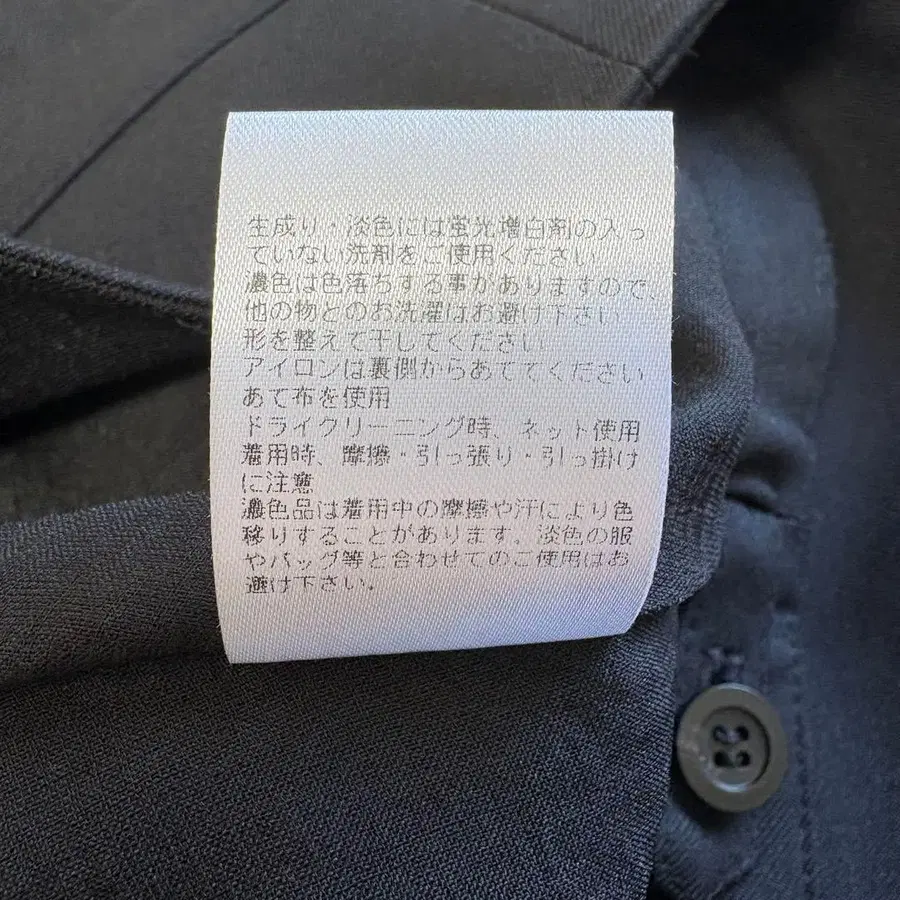 生成り・淡色には蛍光増白剤の入っ
ていない洗剤をご使用ください
濃色は色落ちする事がありますので、
他の物とのお洗濯はお避け下さい
形を整えて干してください
アイロンは裏側からあててください
あて布を使用
ドライクリーニング時、ネット使用
着用時、摩擦・引っ張り・引っ掛け
に注意
濃色品は着用中の摩擦や汗により色
移りすることがあります。淡色の服
やバッグ等と合わせてのご使用はお
避け下さい。